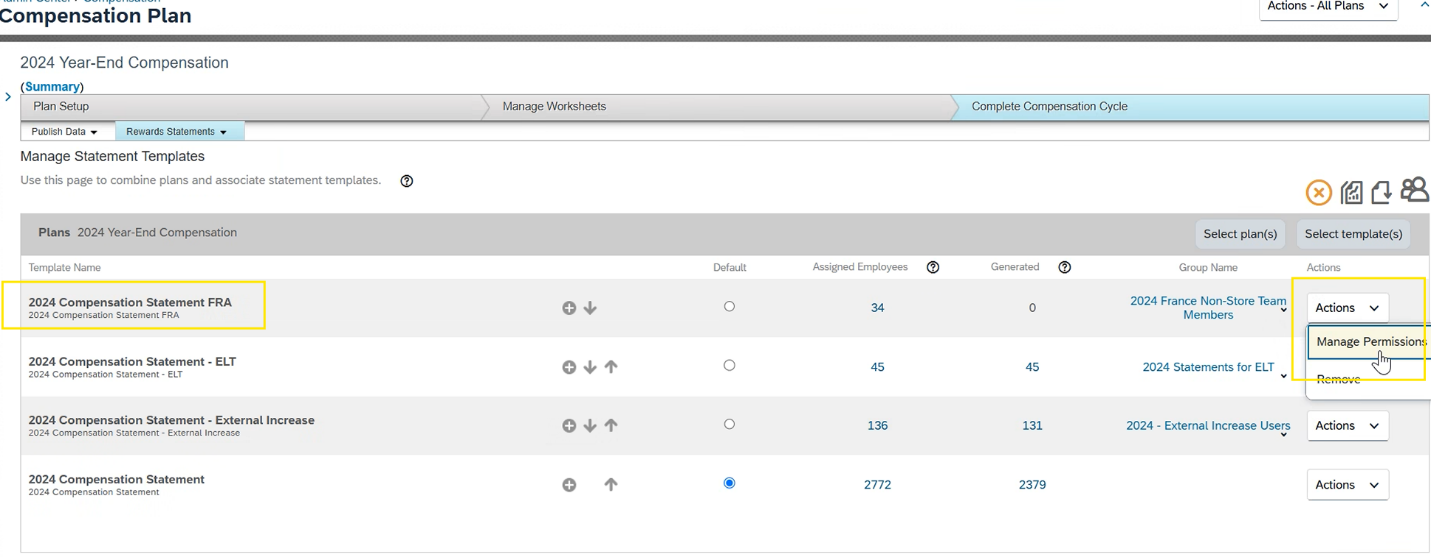 Compensation Plan
Actions - All Plans
2024 Year-End Compensation
(Summary)
Plan Setup
Manage Worksheets
Complete Compensation Cycle
Publish Data
Rewards Statements
Manage Statement Templates
Use this page to combine plans and associate statement templates.
Plans 2024 Year-End Compensation
Select plan(s)
Select template(s)
Template Name
Default
Assigned Employees
Generated
Group Name
Actions
2024 Compensation Statement FRA
2024 Compensation Statement FRA
34
0
2024 France Non-Store Team
Members
Actions
Manage Permissions
Remove
2024 Compensation Statement - ELT
2024 Compensation Statement - ELT
45
45
2024 Statements for ELT
2024 Compensation Statement - External Increase
2024 Compensation Statement - External Increase
136
131
2024 - External Increase Users
Actions
2024 Compensation Statement
2024 Compensation Statement
2772
2379
Actions